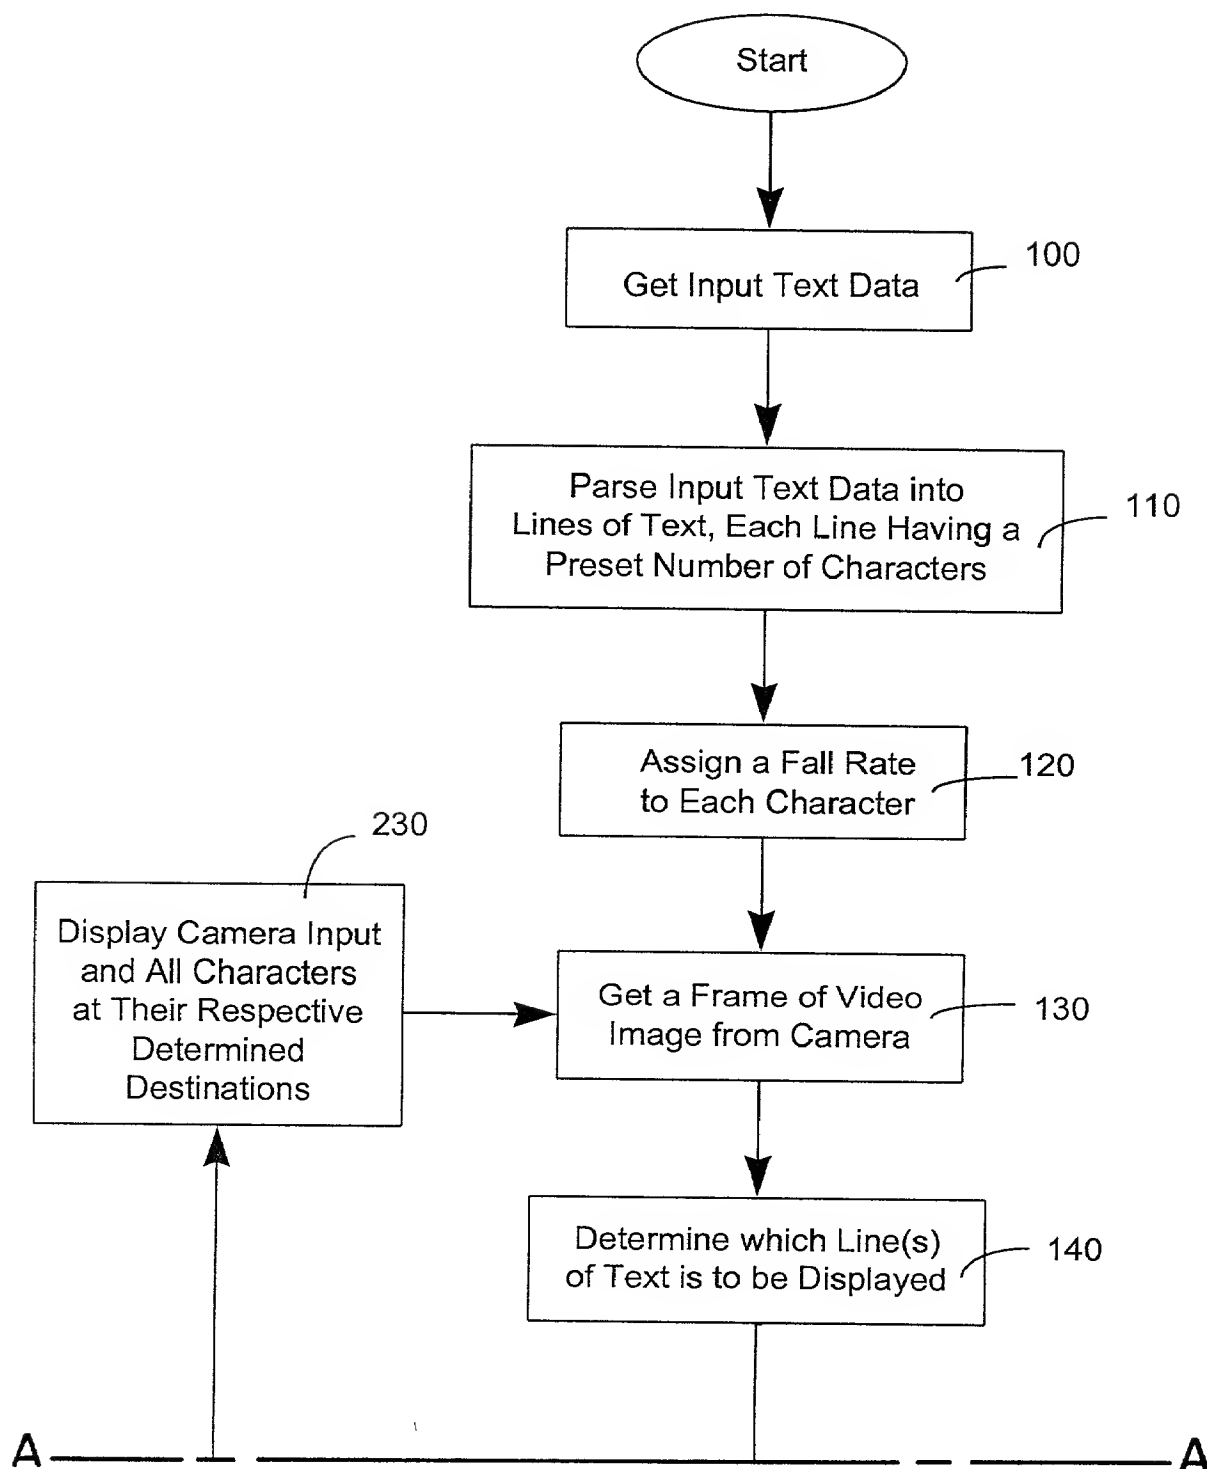 Start
100
Get Input Text Data
Parse Input Text Data into
Lines of Text, Each Line Having a
Preset Number of Characters
110
Assign a Fall Rate
to Each Character
120
230
Display Camera Input
and All Characters
at Their Respective
Determined
Destinations
Get a Frame of Video
Image from Camera
130
Determine which Line(s)
of Text is to be Displayed
140
A
A